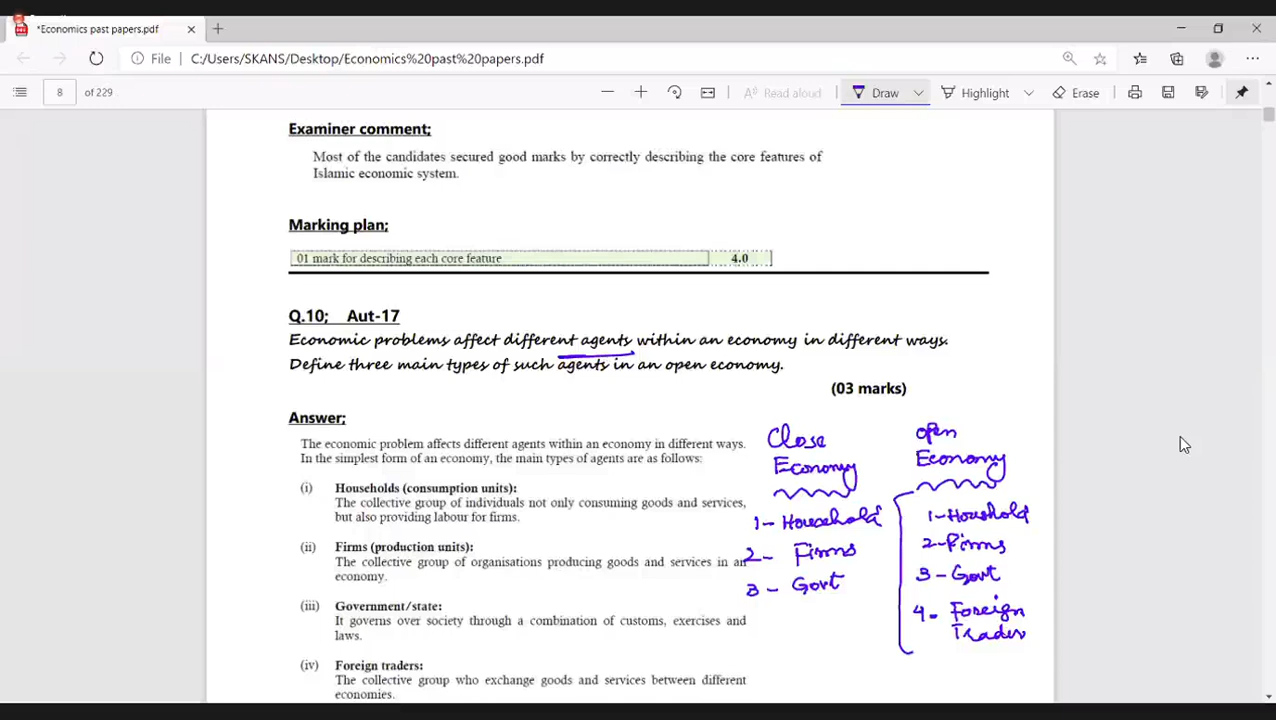 *Economics past papers.pdf
File C:/Users/SKANS/Desktop/Economics%20past%20papers.pdf
8 of 229
Read aloud Draw Highlight Erase
Examiner comment;
Most of the candidates secured good marks by correctly describing the core features of
Islamic economic system.
Marking plan;
01 mark for describing each core feature 4.0
Q.10; Aut-17
Economic problems affect different agents within an economy in different ways.
Define three main types of such agents in an open economy.
(03 marks)
Answer;
The economic problem affects different agents within an economy in different ways.
In the simplest form of an economy, the main types of agents are as follows:
(i) Households (consumption units):
The collective group of individuals not only consuming goods and services,
but also providing labour for firms.
(ii) Firms (production units):
The collective group of organisations producing goods and services in an
economy.
(iii) Government/state:
It governs over society through a combination of customs, exercises and
laws.
(iv) Foreign traders:
The collective group who exchange goods and services between different
economies.
Close
Economy
1- Household
2- Firms
3- Govt
open
Economy
1- Houshold
2- Firms
3- Govt
4- Foreign
Trader